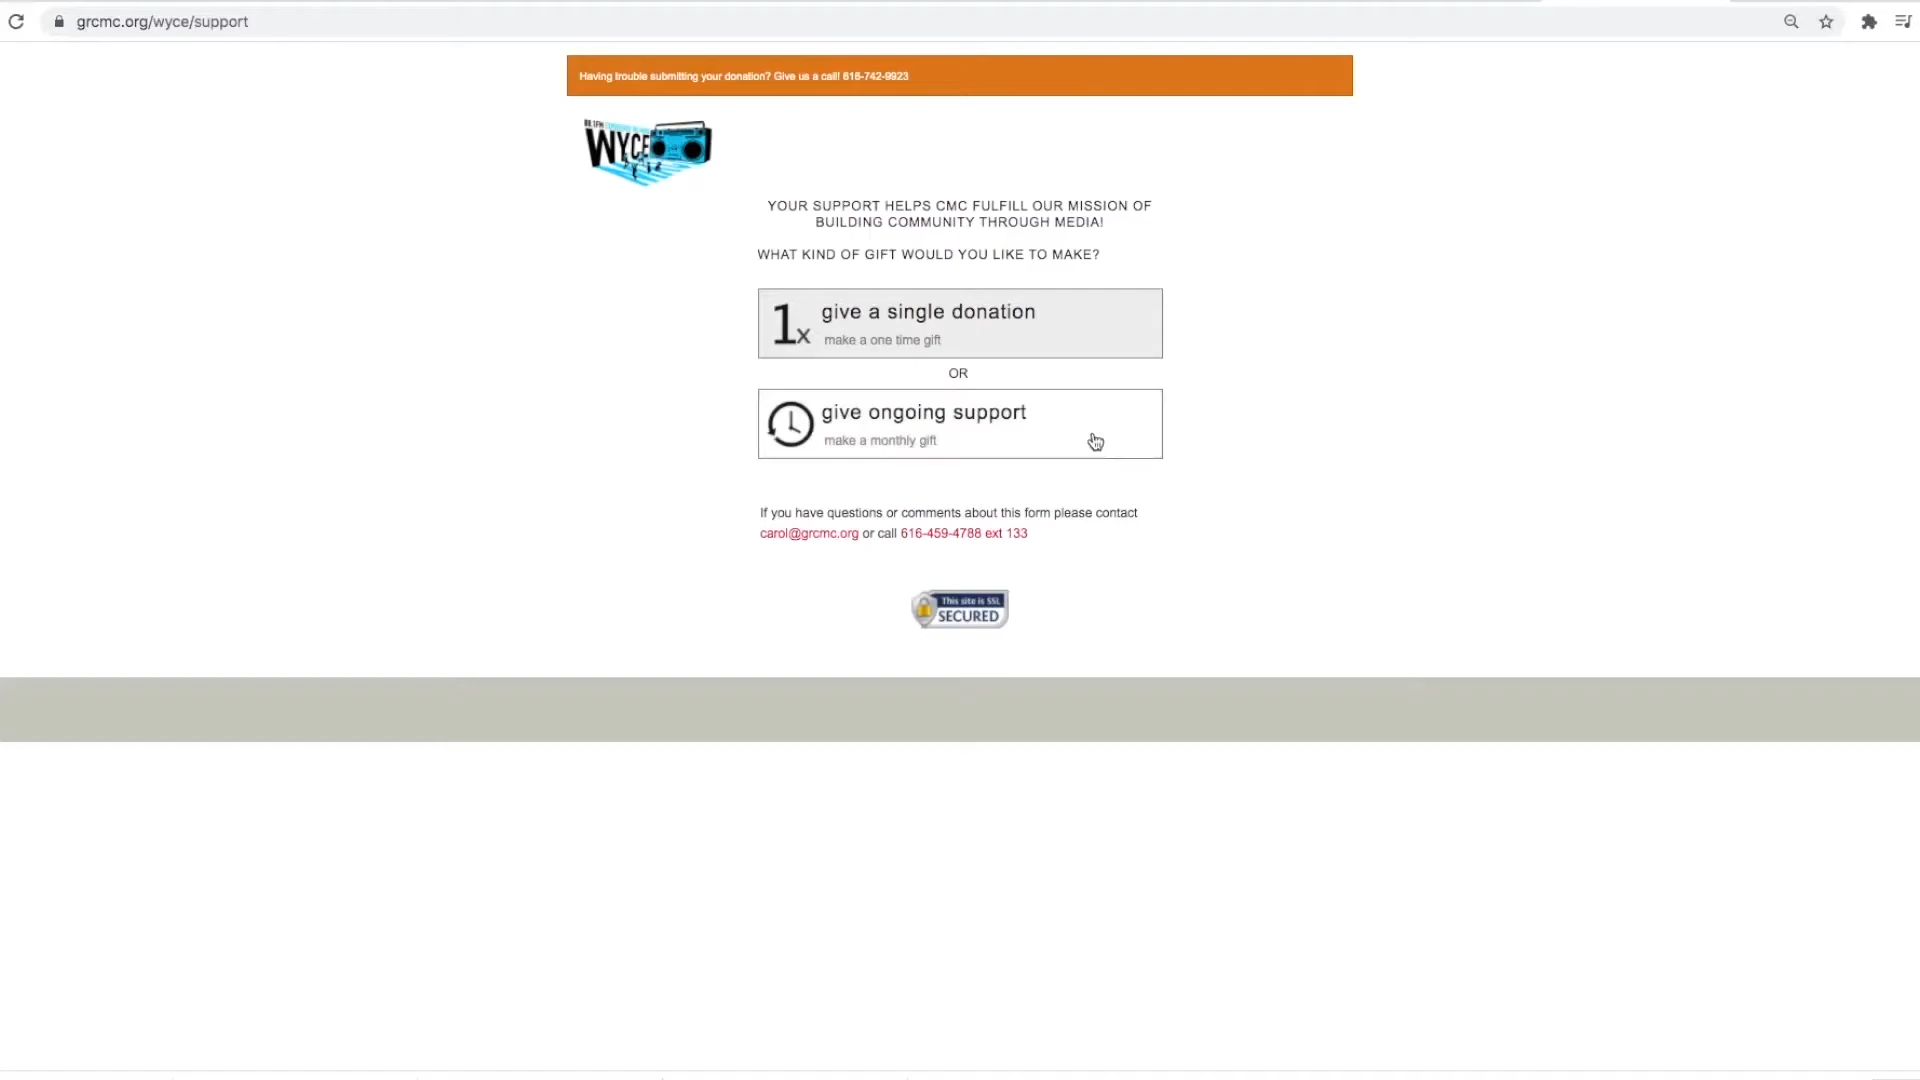 grcmc.org/wyce/support
Having trouble submitting your donation? Give us a call! 616-742-9923
88.1FM
WYCE
YOUR SUPPORT HELPS CMC FULFILL OUR MISSION OF
BUILDING COMMUNITY THROUGH MEDIA!
WHAT KIND OF GIFT WOULD YOU LIKE TO MAKE?
1x
give a single donation
make a one time gift
OR
give ongoing support
make a monthly gift
If you have questions or comments about this form please contact
carol@grcmc.org or call 616-459-4788 ext 133
This site is SSL
SECURED